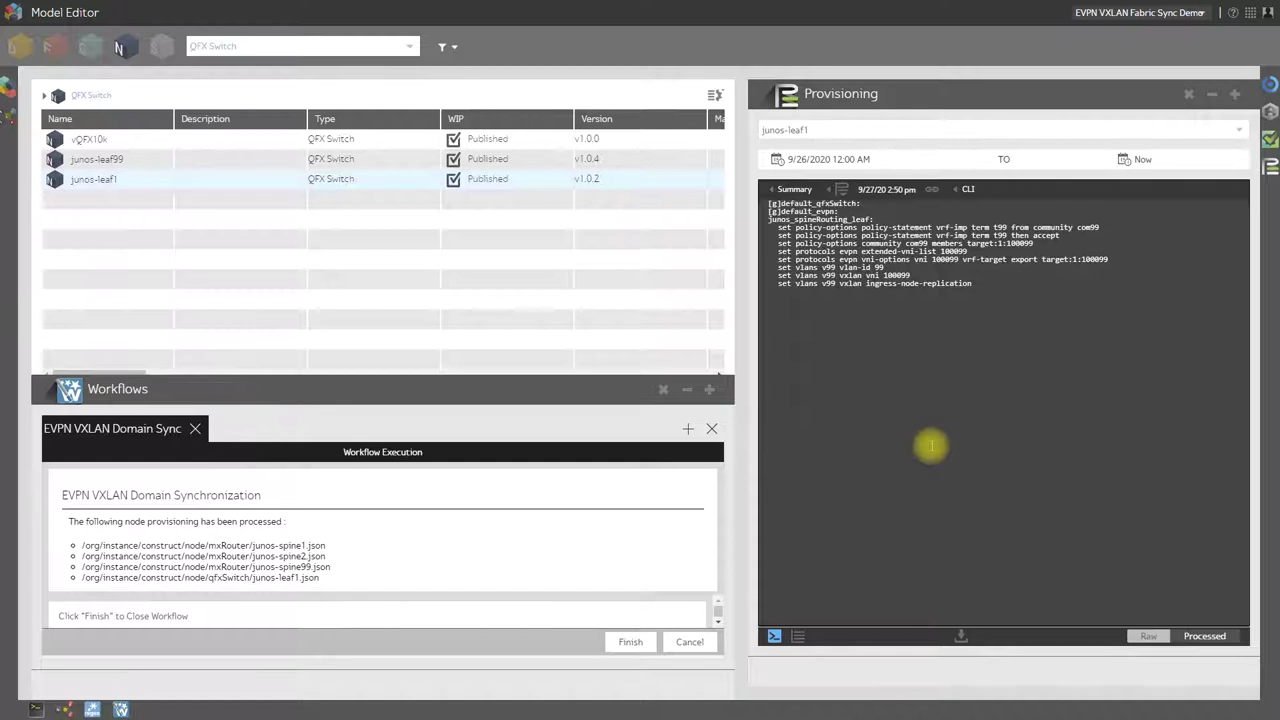 Model Editor
EVPN VXLAN Fabric Sync Demo
QFX Switch
QFX Switch
Name Description Type WIP Version Ma
vQFX10k QFX Switch Published v1.0.0
junos-leaf99 QFX Switch Published v1.0.4
junos-leaf1 QFX Switch Published v1.0.2
Workflows
EVPN VXLAN Domain Sync
Workflow Execution
EVPN VXLAN Domain Synchronization
The following node provisioning has been processed :
/org/instance/construct/node/mxRouter/junos-spine1.json
/org/instance/construct/node/mxRouter/junos-spine2.json
/org/instance/construct/node/mxRouter/junos-spine99.json
/org/instance/construct/node/qfxSwitch/junos-leaf1.json
Click "Finish" to Close Workflow
Finish Cancel
Provisioning
junos-leaf1
9/26/2020 12:00 AM TO Now
Summary 9/27/20 2:50 pm CLI
[g]default_qfxSwitch:
[g]default_evpn:
junos_spineRouting_leaf:
set policy-options policy-statement vrf-imp term t99 from community com99
set policy-options policy-statement vrf-imp term t99 then accept
set policy-options community com99 members target:1:100099
set protocols evpn extended-vni-list 100099
set protocols evpn vni-options vni 100099 vrf-target export target:1:100099
set vlans v99 vlan-id 99
set vlans v99 vxlan vni 100099
set vlans v99 vxlan ingress-node-replication
Raw Processed